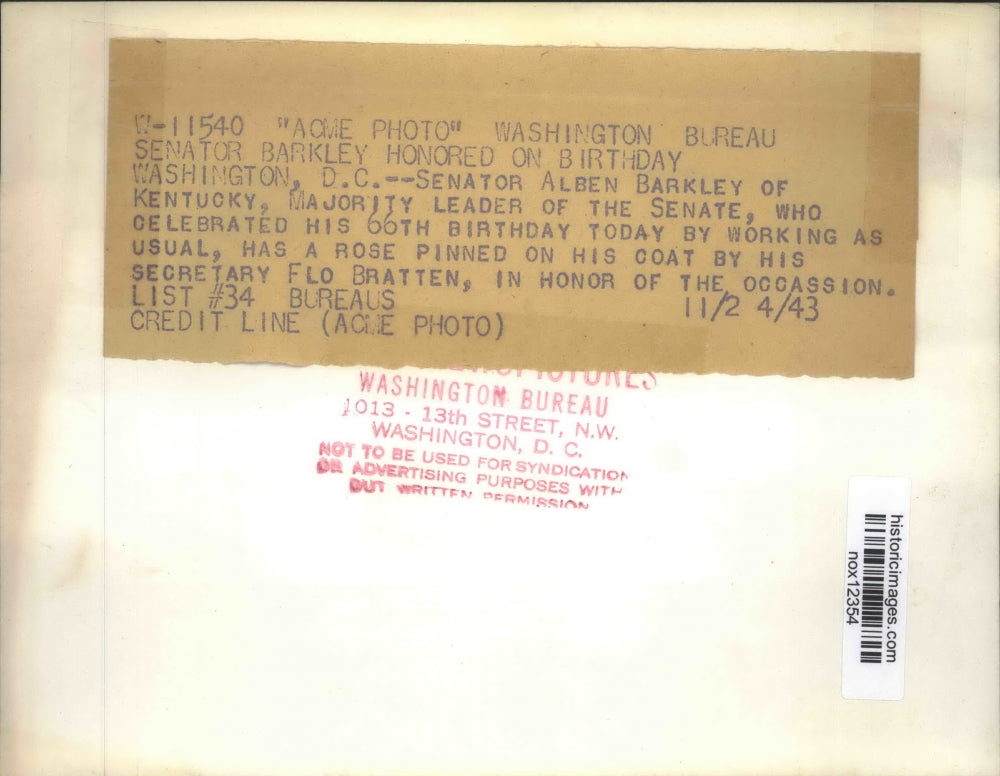 W-11540 "ACME PHOTO" WASHINGTON BUREAU
SENATOR BARKLEY HONORED ON BIRTHDAY
WASHINGTON, D.C.--SENATOR ALBEN BARKLEY OF
KENTUCKY, MAJORITY LEADER OF THE SENATE, WHO
CELEBRATED HIS 66TH BIRTHDAY TODAY BY WORKING AS
USUAL, HAS A ROSE PINNED ON HIS COAT BY HIS
SECRETARY FLO BRATTEN, IN HONOR OF THE OCCASSION.
LIST #34 BUREAUS 11/2 4/43
CREDIT LINE (ACME PHOTO)
WASHINGTON BUREAU
1013 - 13th STREET, N.W.
WASHINGTON, D. C.
NOT TO BE USED FOR SYNDICATION
OR ADVERTISING PURPOSES WITH
OUT WRITTEN PERMISSION
historicimages.com
nox12354